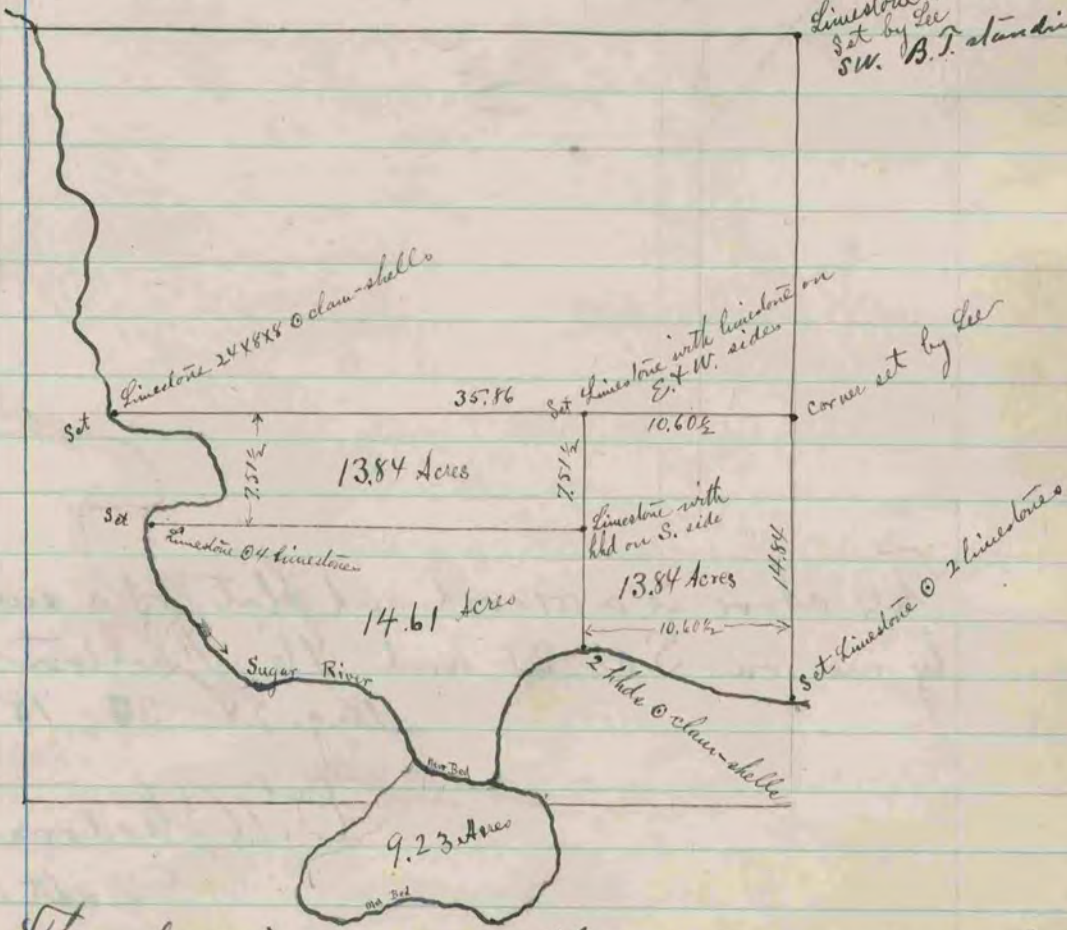 Limestone
Set by Lee
SW. B.T. standin
Limestone 24X8X8 @ clam-shells
Set
35.86
Set Limestone with limestone on
E. & W. sides
10.60½
corner set by Lee
7.51½
13.84 Acres
7.51½
Set
Limestone @ 4 limestones
Limestone with
hhd on S. side
13.84 Acres
14.84
14.61 Acres
10.60½
Set Limestone @ 2 limestones
Sugar River
2 hhds @ clam-shells
New Bed
9.23 Acres
Old Bed